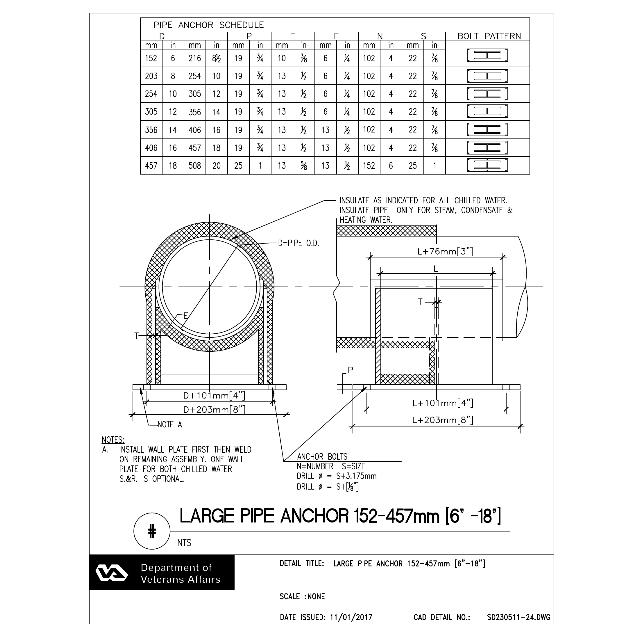 PIPE ANCHOR SCHEDULE
D P T F N S BOLT PATTERN
mm in mm in mm in mm in mm in mm in mm in
152 6 216 8½ 19 ¾ 10 ⅜ 6 ¼ 102 4 22 ⅞
203 8 254 10 19 ¾ 13 ½ 6 ¼ 102 4 22 ⅞
254 10 305 12 19 ¾ 13 ½ 6 ¼ 102 4 22 ⅞
305 12 356 14 19 ¾ 13 ½ 6 ¼ 102 4 22 ⅞
356 14 406 16 19 ¾ 13 ½ 13 ½ 102 4 22 ⅞
406 16 457 18 19 ¾ 13 ½ 13 ½ 102 4 22 ⅞
457 18 508 20 25 1 13 ⅝ 13 ½ 152 6 25 1
INSULATE AS INDICATED FOR ALL CHILLED WATER.
INSULATE PIPE ONLY FOR STEAM, CONDENSATE &
HEATING WATER.
D-PIPE O.D.
L+76mm[3"]
L
E
T
T
P
D+101mm[4"]
D+203mm[8"]
L+101mm[4"]
L+203mm[8"]
NOTE A
NOTES:
A. INSTALL WALL PLATE FIRST THEN WELD
ON REMAINING ASSEMBLY. ONE WALL
PLATE FOR BOTH CHILLED WATER
S.&R. IS OPTIONAL.
ANCHOR BOLTS
N=NUMBER S=SIZE
DRILL ø = S+3.175mm
DRILL ø = S+[⅛"]
LARGE PIPE ANCHOR 152-457mm [6" -18"]
#
NTS
VA
Department of
Veterans Affairs
DETAIL TITLE: LARGE PIPE ANCHOR 152-457mm [6"-18"]
SCALE :NONE
DATE ISSUED: 11/01/2017 CAD DETAIL NO.: SD230511-24.DWG